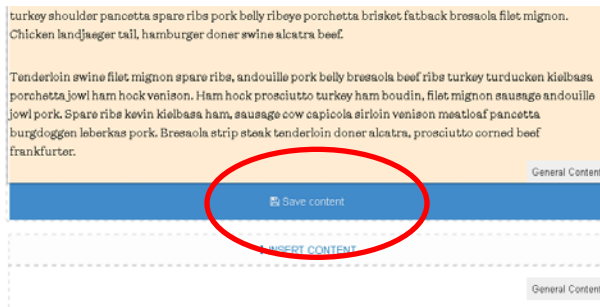 turkey shoulder pancetta spare ribs pork belly ribeye porchetta brisket fatback bresaola filet mignon.
Chicken landjaeger tail, hamburger doner swine alcatra beef.
Tenderloin swine filet mignon spare ribs, andouille pork belly bresaola beef ribs turkey turducken kielbasa
porchetta jowl ham hock venison. Ham hock prosciutto turkey ham boudin, filet mignon sausage andouille
jowl pork. Spare ribs kevin kielbasa ham, sausage cow capicola sirloin venison meatloaf pancetta
burgdoggen leberkas pork. Bresaola strip steak tenderloin doner alcatra, prosciutto corned beef
frankfurter.
General Content
Save content
INSERT CONTENT
General Content